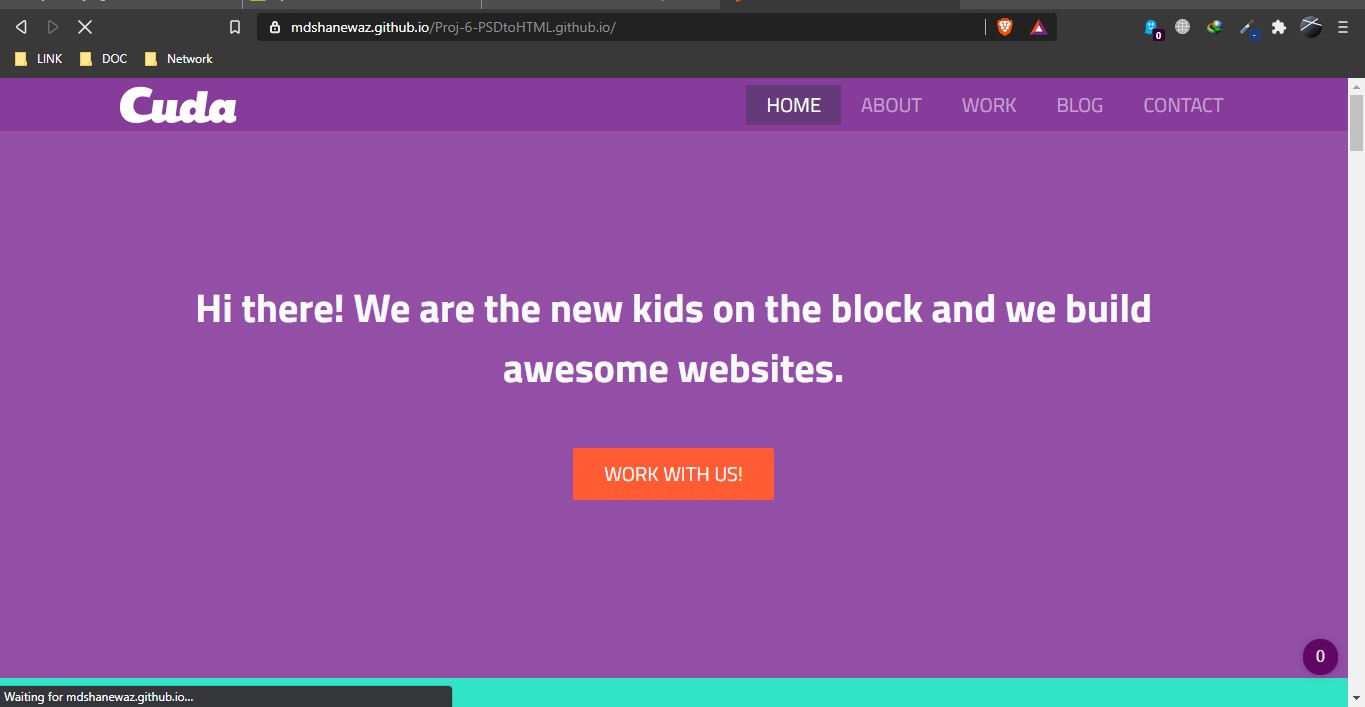 mdshanewaz.github.io/Proj-6-PSDtoHTML.github.io/
0
LINK DOC Network
Cuda HOME ABOUT WORK BLOG CONTACT
Hi there! We are the new kids on the block and we build
awesome websites.
WORK WITH US!
0
Waiting for mdshanewaz.github.io...